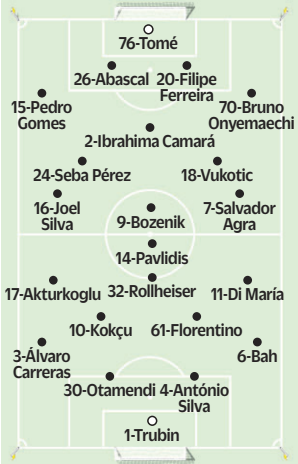 76-Tomé
26-Abascal 20-Filipe
Ferreira
15-Pedro
Gomes
70-Bruno
Onyemaechi
2-Ibrahima Camará
24-Seba Pérez
18-Vukotic
16-Joel
Silva
7-Salvador
Agra
9-Bozenik
14-Pavlidis
17-Akturkoglu
32-Rollheiser
11-Di María
10-Kokçu
61-Florentino
3-Álvaro
Carreras
6-Bah
30-Otamendi
4-António
Silva
1-Trubin